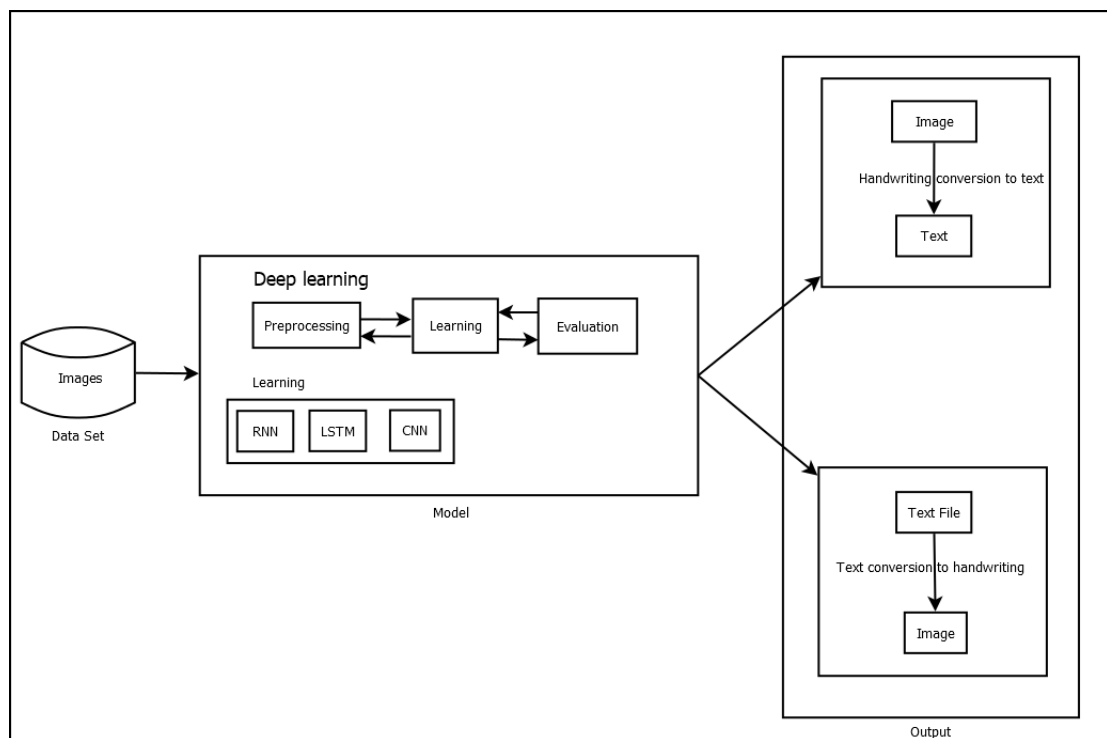 Images
Data Set
Deep learning
Preprocessing
Learning
Evaluation
Learning
RNN
LSTM
CNN
Model
Image
Handwriting conversion to text
Text
Text File
Text conversion to handwriting
Image
Output